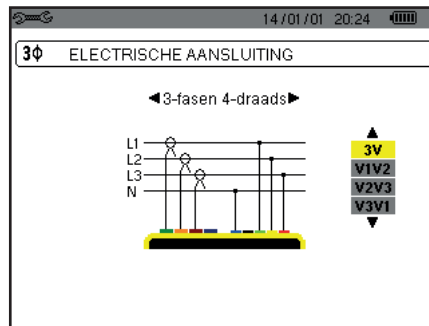 14/01/01 20:24
3Φ ELECTRISCHE AANSLUITING
◄3-fasen 4-draads►
L1
L2
L3
N
3V
V1V2
V2V3
V3V1